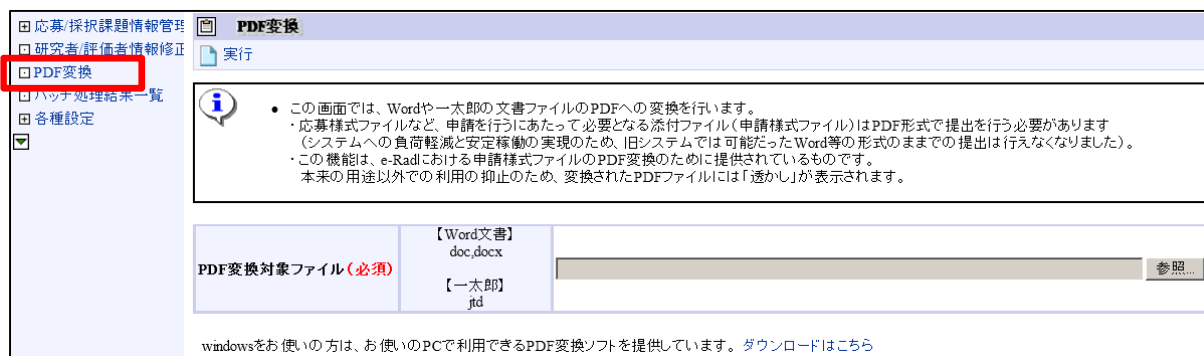 応募/採択課題情報管理
研究者/評価者情報修正
PDF変換
バッチ処理結果一覧
各種設定
PDF変換
実行
● この画面では、Wordや一太郎の文書ファイルのPDFへの変換を行います。
・応募様式ファイルなど、申請を行うにあたって必要となる添付ファイル(申請様式ファイル)はPDF形式で提出を行う必要があります
(システムへの負荷軽減と安定稼働の実現のため、旧システムでは可能だったWord等の形式のままでの提出は行えなくなりました)。
・この機能は、e-Radにおける申請様式ファイルのPDF変換のために提供されているものです。
本来の用途以外での利用の抑止のため、変換されたPDFファイルには「透かし」が表示されます。
【Word文書】
doc,docx
PDF変換対象ファイル(必須)
参照...
【一太郎】
jtd
windowsをお使いの方は、お使いのPCで利用できるPDF変換ソフトを提供しています。ダウンロードはこちら